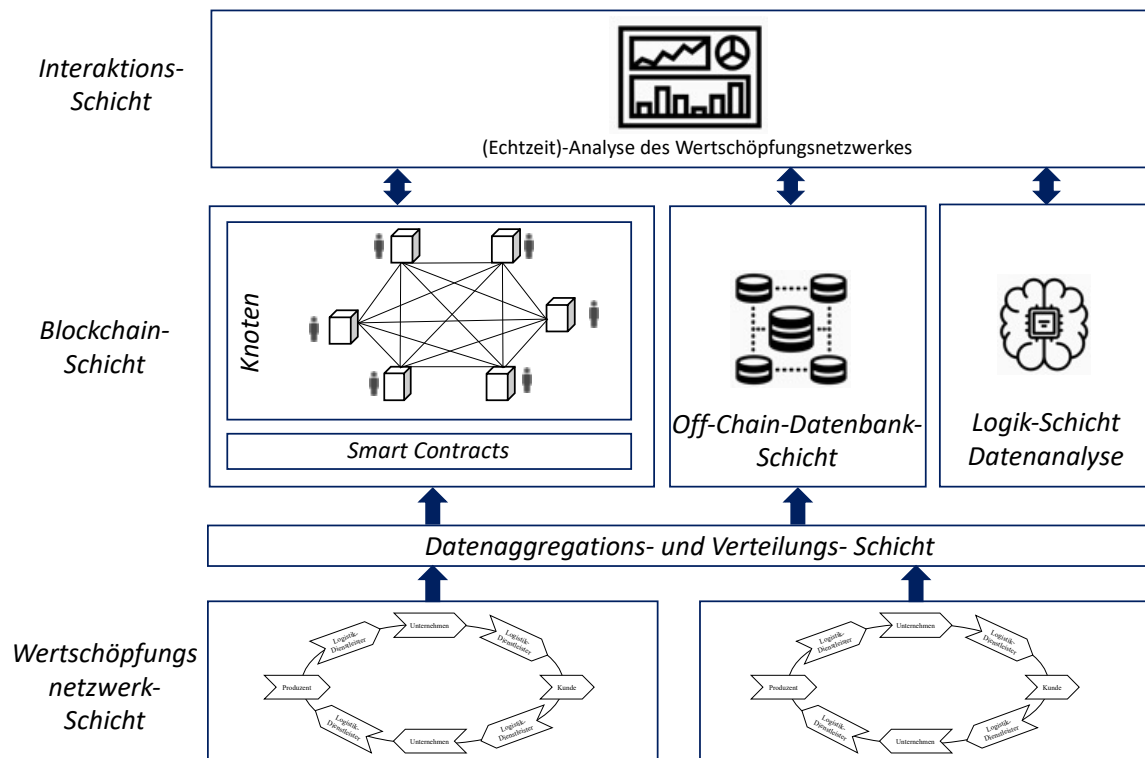 Interaktions-
Schicht
(Echtzeit)-Analyse des Wertschöpfungsnetzwerkes
Blockchain-
Schicht
Knoten
Smart Contracts
Off-Chain-Datenbank-
Schicht
Logik-Schicht
Datenanalyse
Datenaggregations- und Verteilungs- Schicht
Wertschöpfungs
netzwerk-
Schicht
Unternehmen
Logistik-
Dienstleister
Logistik-
Dienstleister
Produzent
Kunde
Logistik-
Dienstleister
Logistik-
Dienstleister
Unternehmen
Unternehmen
Logistik-
Dienstleister
Logistik-
Dienstleister
Produzent
Kunde
Logistik-
Dienstleister
Logistik-
Dienstleister
Unternehmen